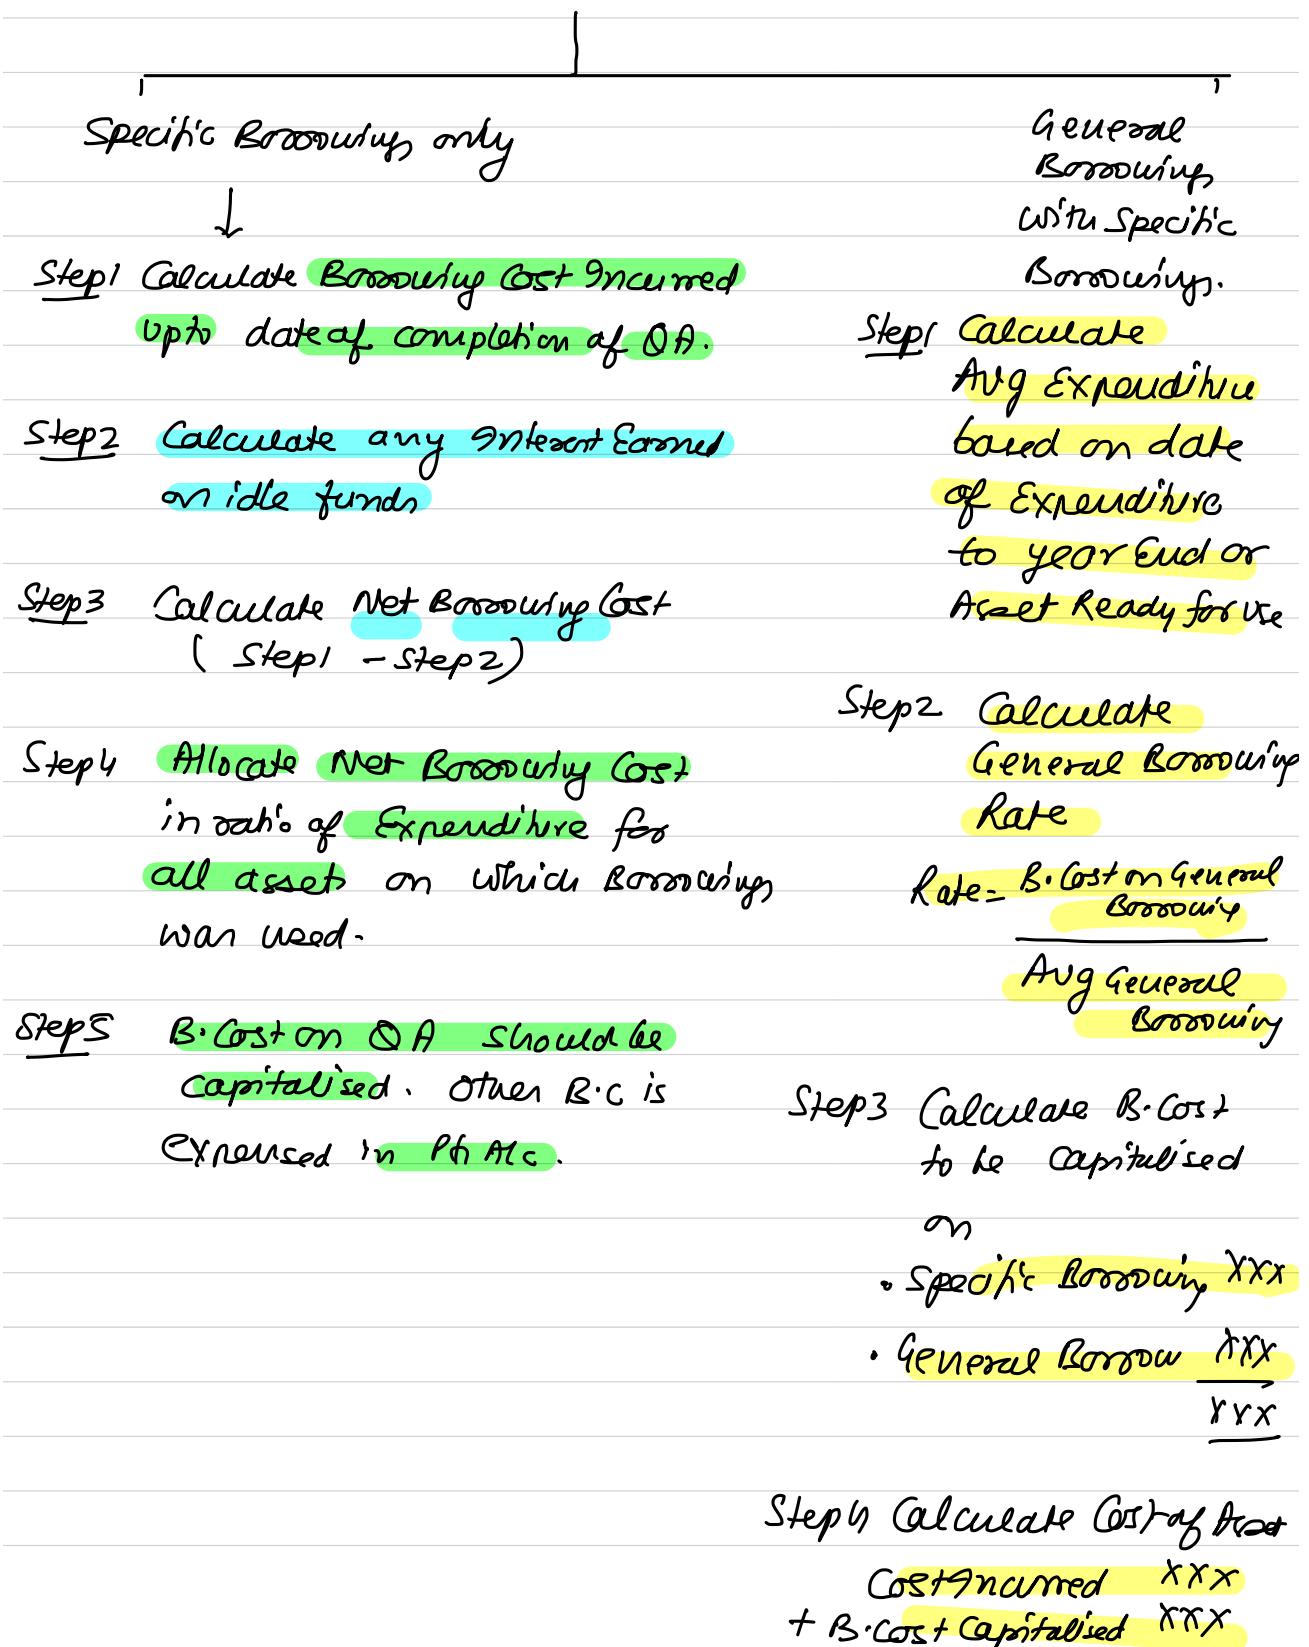 Specific Borrowings only
↓
Step1 Calculate Borrowing Cost Incurred
upto date of completion of QA.
Step2 Calculate any Interest Earned
on idle funds
Step3 Calculate Net Borrowing Cost
( Step1 - Step2)
Step4 Allocate Net Borrowing Cost
in ratio of Expenditure for
all assets on which Borrowings
was used.
Step5 B.Cost on QA should be
capitalised. Other B.C is
expensed in P&L A/c.
General
Borrowings
with Specific
Borrowings.
Step1 Calculate
Avg Expenditure
based on date
of Expenditure
to year End or
Asset Ready for use
Step2 Calculate
General Borrowing
Rate
Rate = B.Cost on General
Borrowing
Avg General
Borrowing
Step3 Calculate B.Cost
to be capitalised
on
• Specific Borrowing XXX
• General Borrow XXX
XXX
Step4 Calculate Cost of Asset
Cost Incurred XXX
+ B.Cost Capitalised XXX